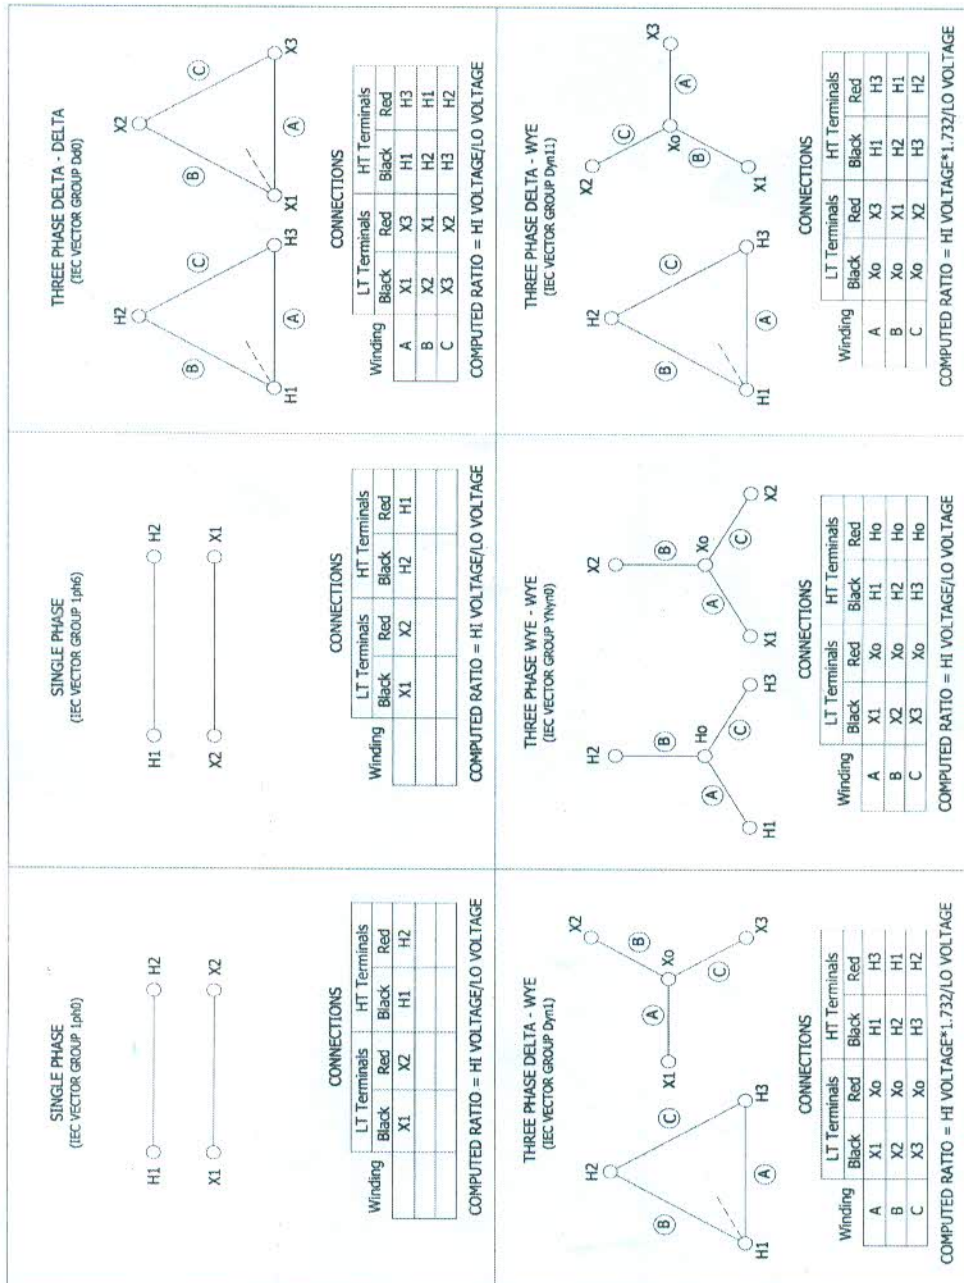 SINGLE PHASE
(IEC VECTOR GROUP 1ph0)
H1 H2
X1 X2
CONNECTIONS
Winding LT Terminals HT Terminals
Black Red Black Red
X1 X2 H1 H2
COMPUTED RATIO = HI VOLTAGE/LO VOLTAGE
SINGLE PHASE
(IEC VECTOR GROUP 1ph6)
H1 H2
X2 X1
CONNECTIONS
Winding LT Terminals HT Terminals
Black Red Black Red
X1 X2 H2 H1
COMPUTED RATIO = HI VOLTAGE/LO VOLTAGE
THREE PHASE DELTA - DELTA
(IEC VECTOR GROUP Dd0)
H2 X2
B C B C
H1 A H3 X1 A X3
CONNECTIONS
Winding LT Terminals HT Terminals
Black Red Black Red
A X1 X3 H1 H3
B X2 X1 H2 H1
C X3 X2 H3 H2
COMPUTED RATIO = HI VOLTAGE/LO VOLTAGE
THREE PHASE DELTA - WYE
(IEC VECTOR GROUP Dyn1)
H2 X2
B C X1 A Xo B
H1 A H3 C X3
CONNECTIONS
Winding LT Terminals HT Terminals
Black Red Black Red
A X1 Xo H1 H3
B X2 Xo H2 H1
C X3 Xo H3 H2
COMPUTED RATIO = HI VOLTAGE*1.732/LO VOLTAGE
THREE PHASE WYE - WYE
(IEC VECTOR GROUP YNyn0)
H2 X2
B B
Ho Xo
A C A C
H1 H3 X1 X2
CONNECTIONS
Winding LT Terminals HT Terminals
Black Red Black Red
A X1 Xo H1 Ho
B X2 Xo H2 Ho
C X3 Xo H3 Ho
COMPUTED RATIO = HI VOLTAGE/LO VOLTAGE
THREE PHASE DELTA - WYE
(IEC VECTOR GROUP Dyn11)
H2 X2
B C C
Xo A X3
B
H1 A H3 X1
CONNECTIONS
Winding LT Terminals HT Terminals
Black Red Black Red
A Xo X3 H1 H3
B Xo X1 H2 H1
C Xo X2 H3 H2
COMPUTED RATIO = HI VOLTAGE*1.732/LO VOLTAGE